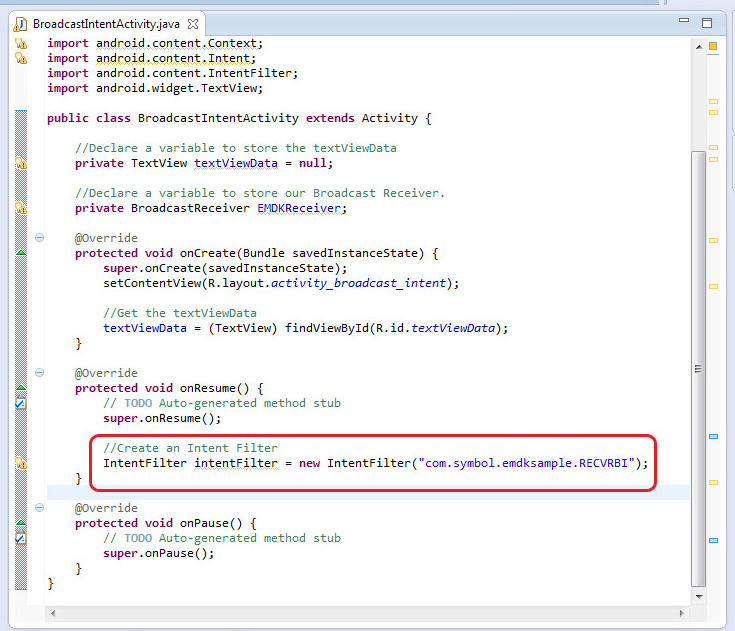 BroadcastIntentActivity.java
import android.content.Context;
import android.content.Intent;
import android.content.IntentFilter;
import android.widget.TextView;
public class BroadcastIntentActivity extends Activity {
//Declare a variable to store the textViewData
private TextView textViewData = null;
//Declare a variable to store our Broadcast Receiver.
private BroadcastReceiver EMDKReceiver;
@Override
protected void onCreate(Bundle savedInstanceState) {
super.onCreate(savedInstanceState);
setContentView(R.layout.activity_broadcast_intent);
//Get the textViewData
textViewData = (TextView) findViewById(R.id.textViewData);
}
@Override
protected void onResume() {
// TODO Auto-generated method stub
super.onResume();
//Create an Intent Filter
IntentFilter intentFilter = new IntentFilter("com.symbol.emdksample.RECVRBI");
}
@Override
protected void onPause() {
// TODO Auto-generated method stub
super.onPause();
}
}